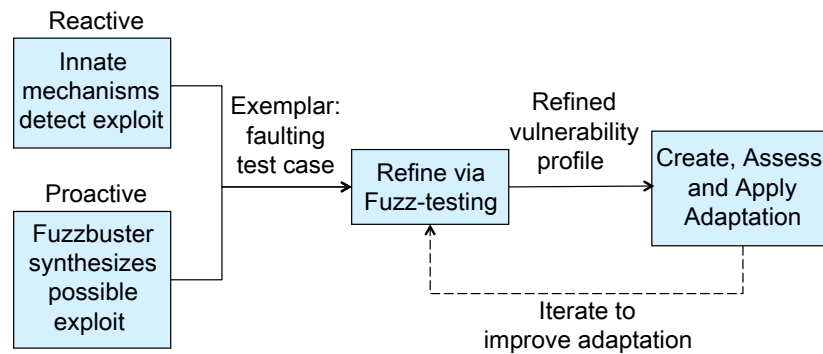 Reactive
Innate
mechanisms
detect exploit
Proactive
Fuzzbuster
synthesizes
possible
exploit
Exemplar:
faulting
test case
Refine via
Fuzz-testing
Refined
vulnerability
profile
Create, Assess
and Apply
Adaptation
Iterate to
improve adaptation